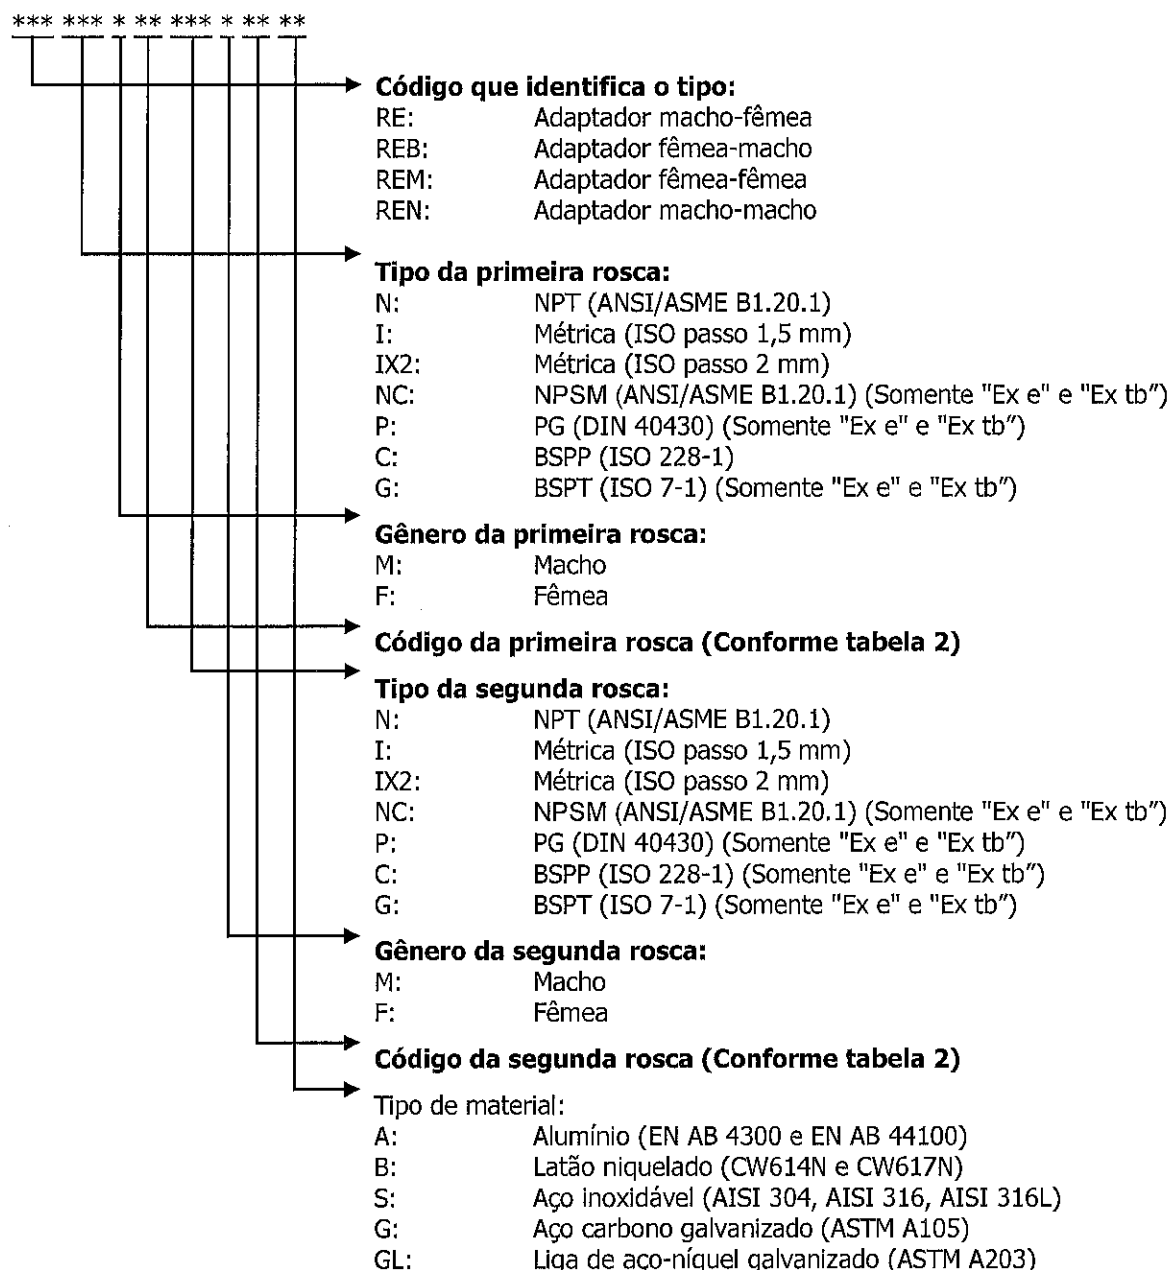 *** *** * ** *** * ** **
Código que identifica o tipo:
RE: Adaptador macho-fêmea
REB: Adaptador fêmea-macho
REM: Adaptador fêmea-fêmea
REN: Adaptador macho-macho
Tipo da primeira rosca:
N: NPT (ANSI/ASME B1.20.1)
I: Métrica (ISO passo 1,5 mm)
IX2: Métrica (ISO passo 2 mm)
NC: NPSM (ANSI/ASME B1.20.1) (Somente "Ex e" e "Ex tb")
P: PG (DIN 40430) (Somente "Ex e" e "Ex tb")
C: BSPP (ISO 228-1)
G: BSPT (ISO 7-1) (Somente "Ex e" e "Ex tb")
Gênero da primeira rosca:
M: Macho
F: Fêmea
Código da primeira rosca (Conforme tabela 2)
Tipo da segunda rosca:
N: NPT (ANSI/ASME B1.20.1)
I: Métrica (ISO passo 1,5 mm)
IX2: Métrica (ISO passo 2 mm)
NC: NPSM (ANSI/ASME B1.20.1) (Somente "Ex e" e "Ex tb")
P: PG (DIN 40430) (Somente "Ex e" e "Ex tb")
C: BSPP (ISO 228-1) (Somente "Ex e" e "Ex tb")
G: BSPT (ISO 7-1) (Somente "Ex e" e "Ex tb")
Gênero da segunda rosca:
M: Macho
F: Fêmea
Código da segunda rosca (Conforme tabela 2)
Tipo de material:
A: Alumínio (EN AB 4300 e EN AB 44100)
B: Latão niquelado (CW614N e CW617N)
S: Aço inoxidável (AISI 304, AISI 316, AISI 316L)
G: Aço carbono galvanizado (ASTM A105)
GL: Liga de aço-níquel galvanizado (ASTM A203)